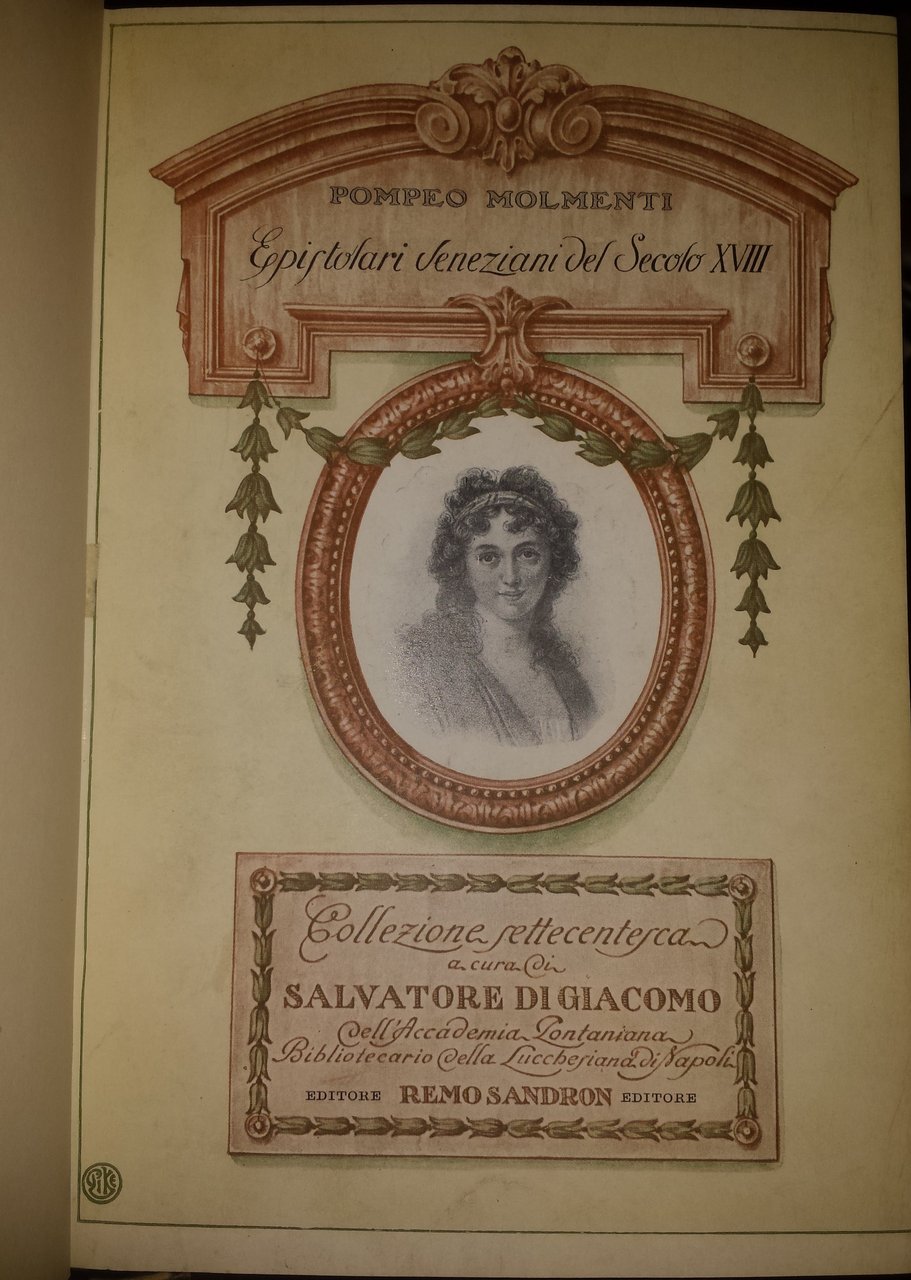 POMPEO MOLMENTI
Epistolari Veneziani del Secolo XVIII
Collezione settecentesca
a cura di
SALVATORE DI GIACOMO
dell'Accademia Pontaniana
Bibliotecario della Lucchesiana di Napoli
EDITORE REMO SANDRON EDITORE